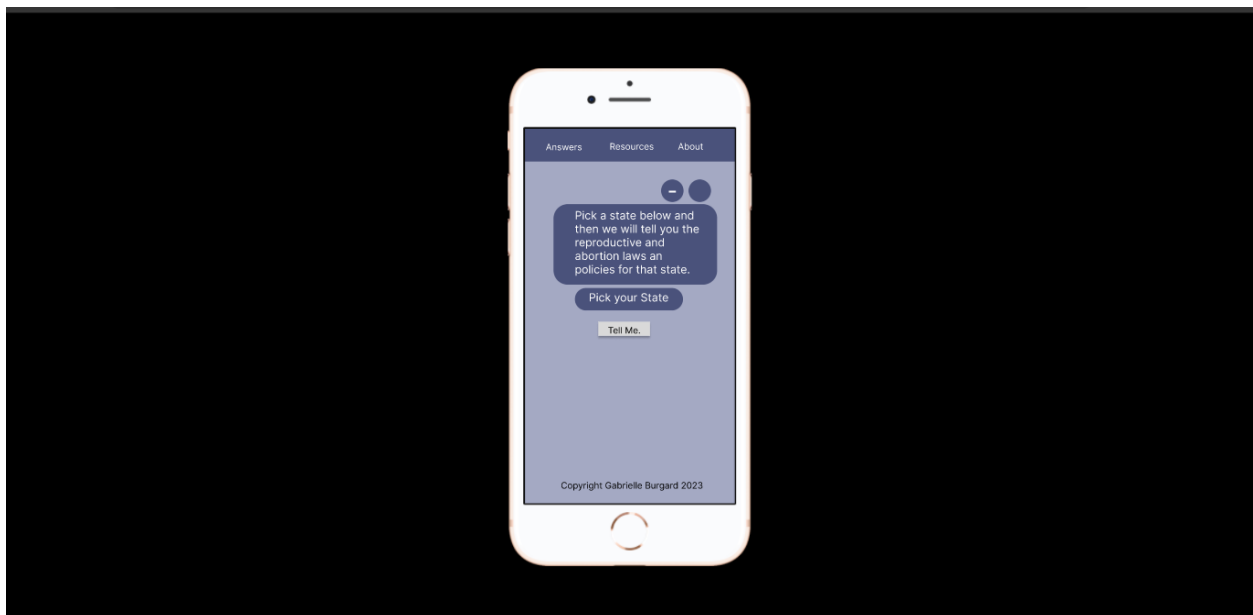 Answers Resources About
–
Pick a state below and
then we will tell you the
reproductive and
abortion laws an
policies for that state.
Pick your State
Tell Me.
Copyright Gabrielle Burgard 2023